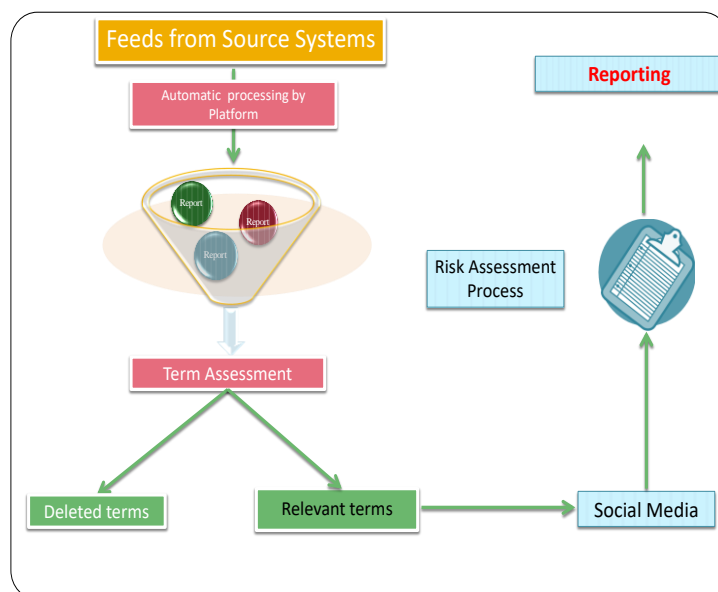 Feeds from Source Systems
Automatic processing by
Platform
Report
Report
Report
Term Assessment
Deleted terms
Relevant terms
Social Media
Risk Assessment
Process
Reporting